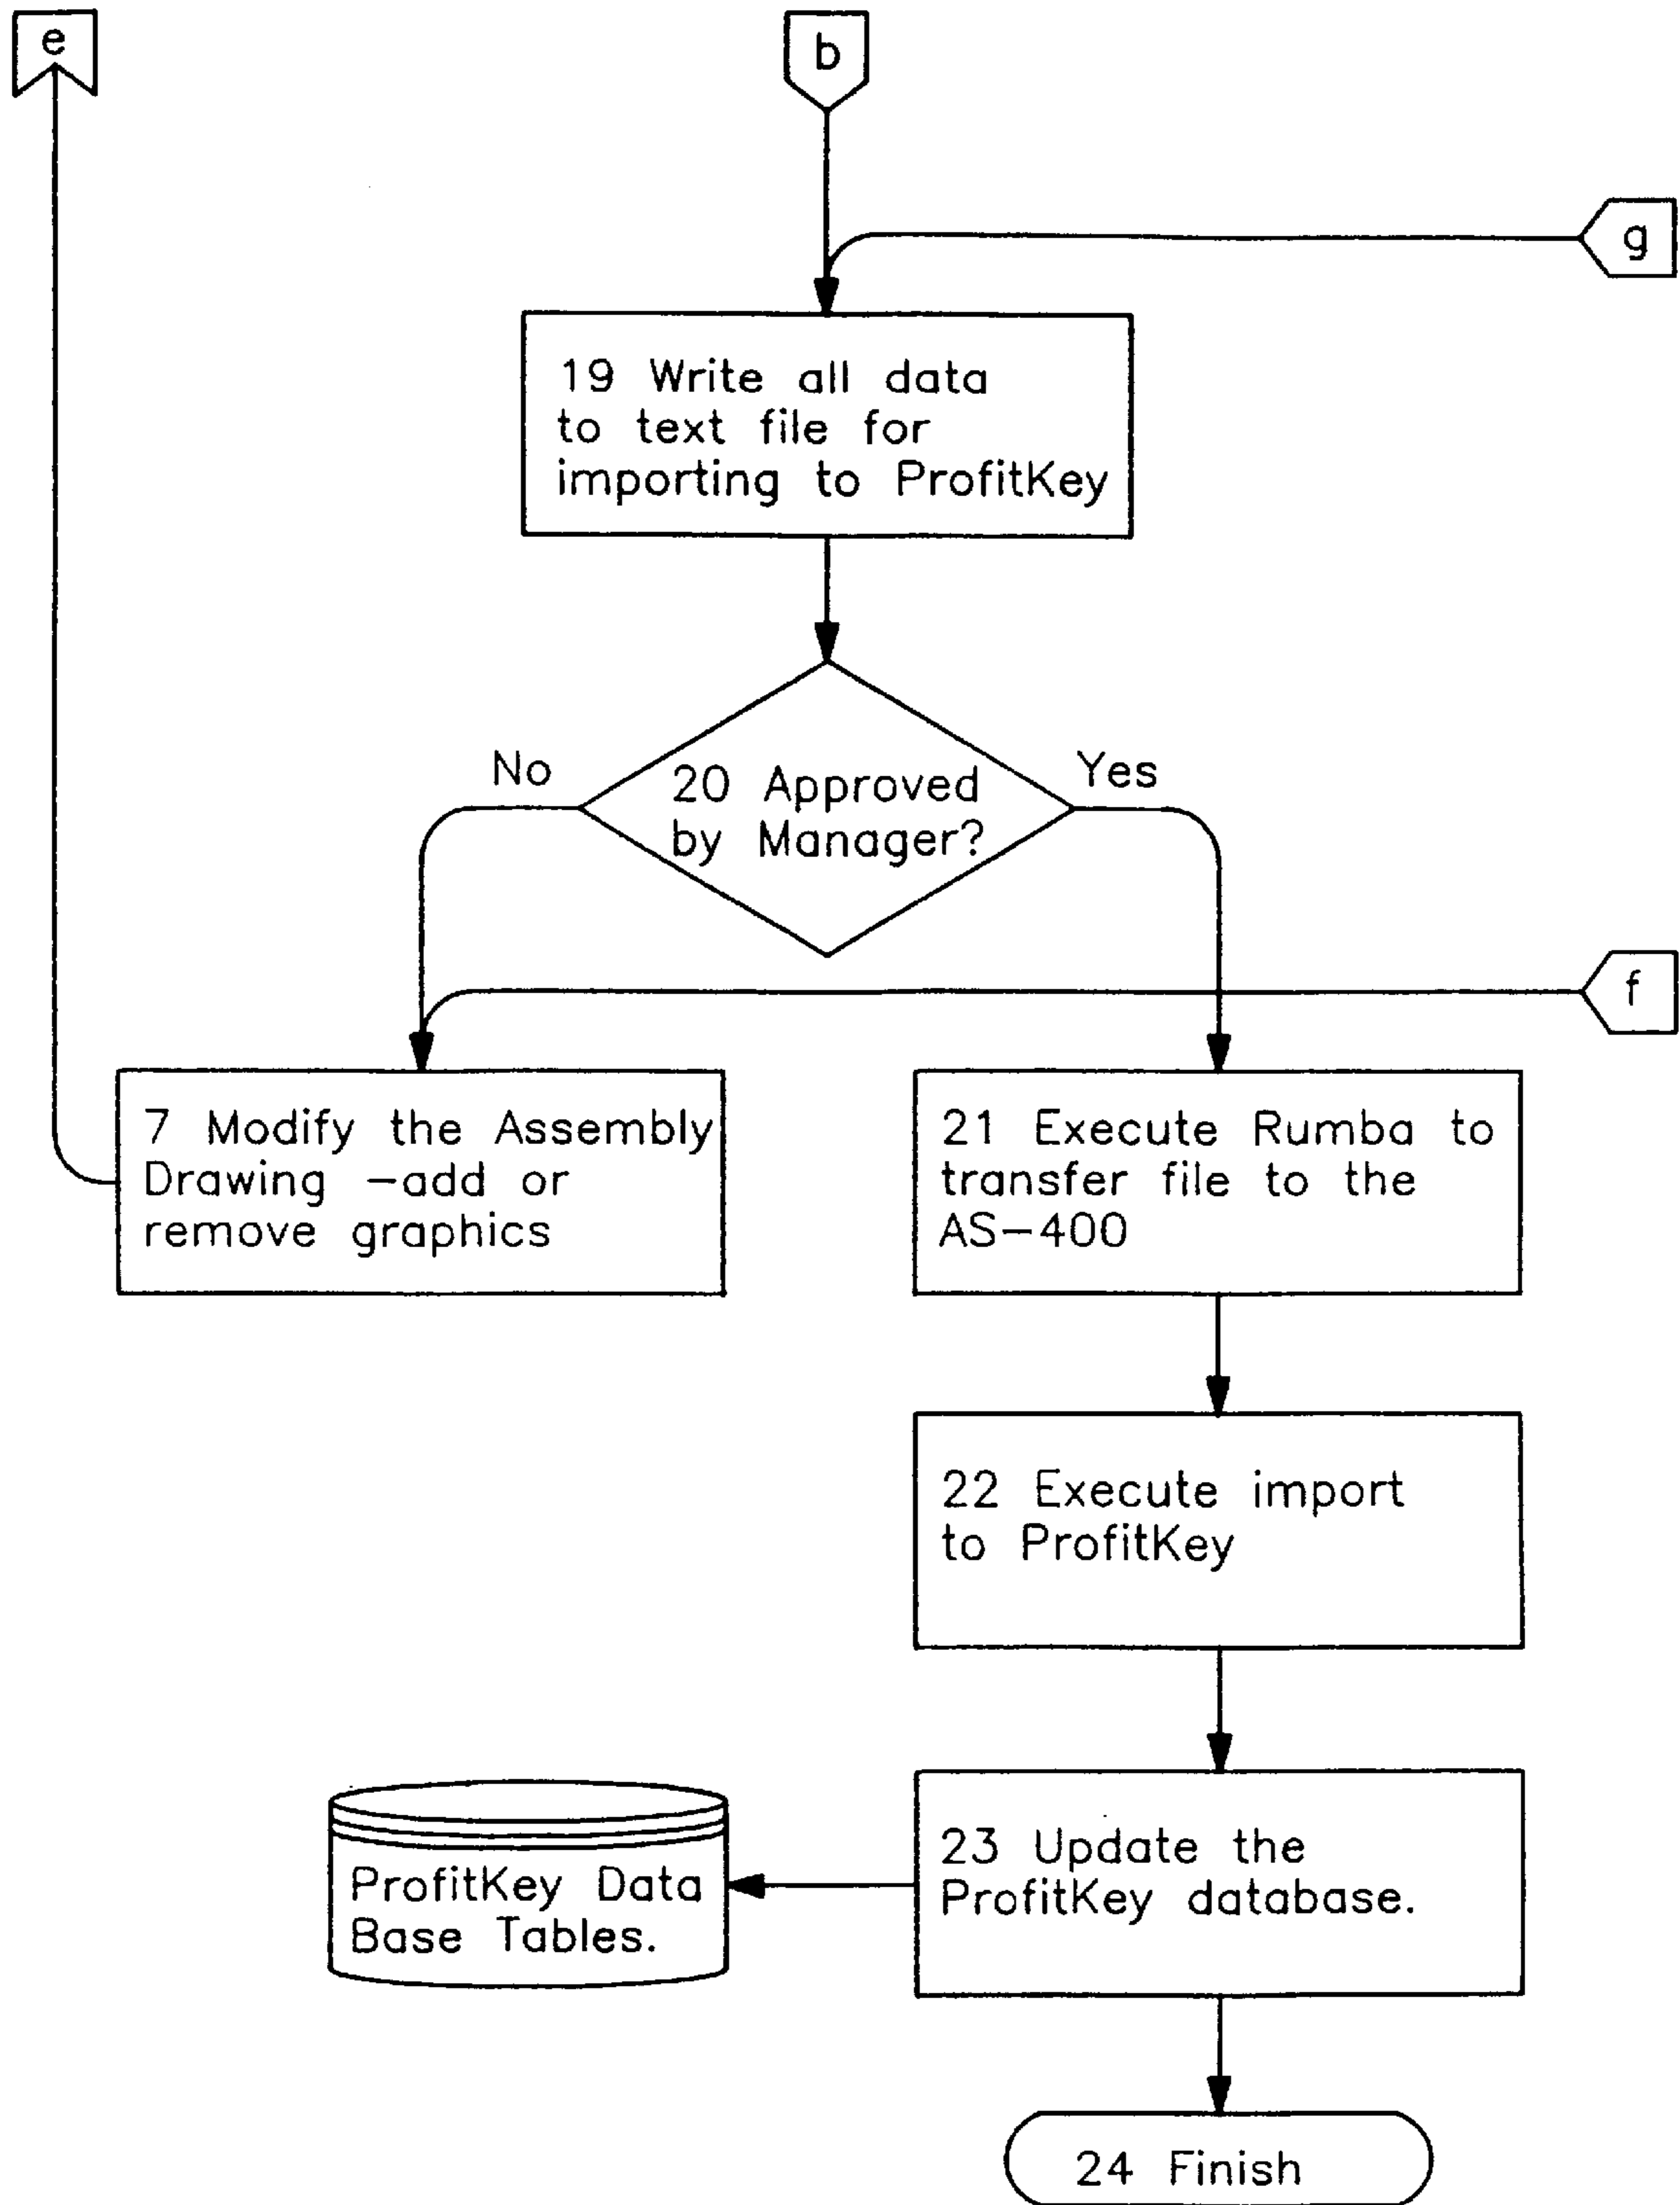 e
b
g
19 Write all data
to text file for
importing to ProfitKey
No
Yes
20 Approved
by Manager?
f
7 Modify the Assembly
Drawing -add or
remove graphics
21 Execute Rumba to
transfer file to the
AS-400
22 Execute import
to ProfitKey
ProfitKey Data
Base Tables.
23 Update the
ProfitKey database.
24 Finish